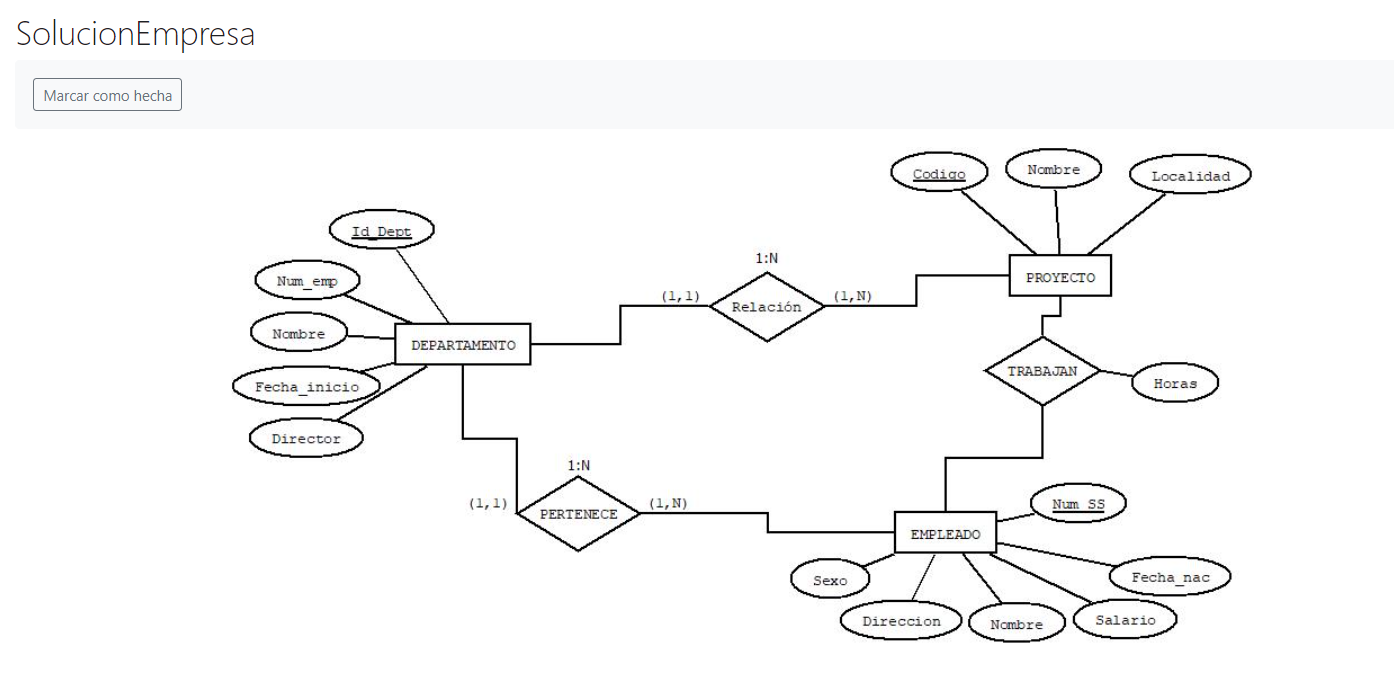 SolucionEmpresa
Marcar como hecha
Codigo
Nombre
Localidad
Id_Dept
Num_emp
1:N
Nombre
(1,1)
Relación
(1,N)
PROYECTO
DEPARTAMENTO
Fecha_inicio
TRABAJAN
Horas
Director
1:N
(1,1)
PERTENECE
(1,N)
Num_SS
EMPLEADO
Sexo
Fecha_nac
Direccion
Nombre
Salario